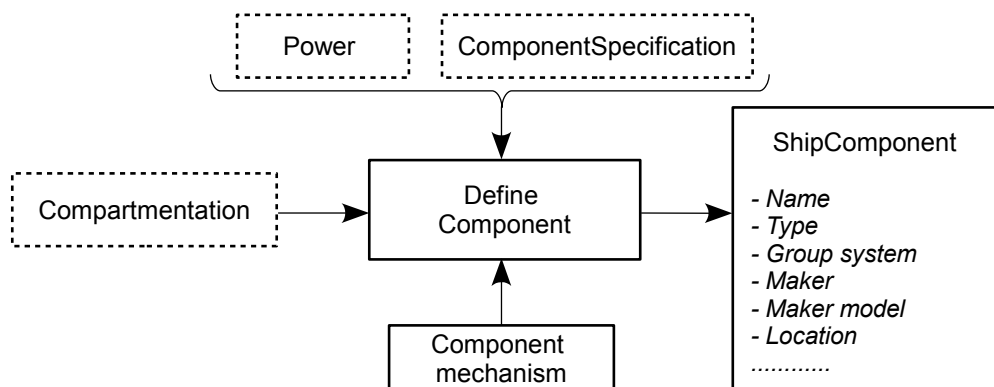 Power
ComponentSpecification
Compartmentation
Define
Component
Component
mechanism
ShipComponent
- Name
- Type
- Group system
- Maker
- Maker model
- Location
............